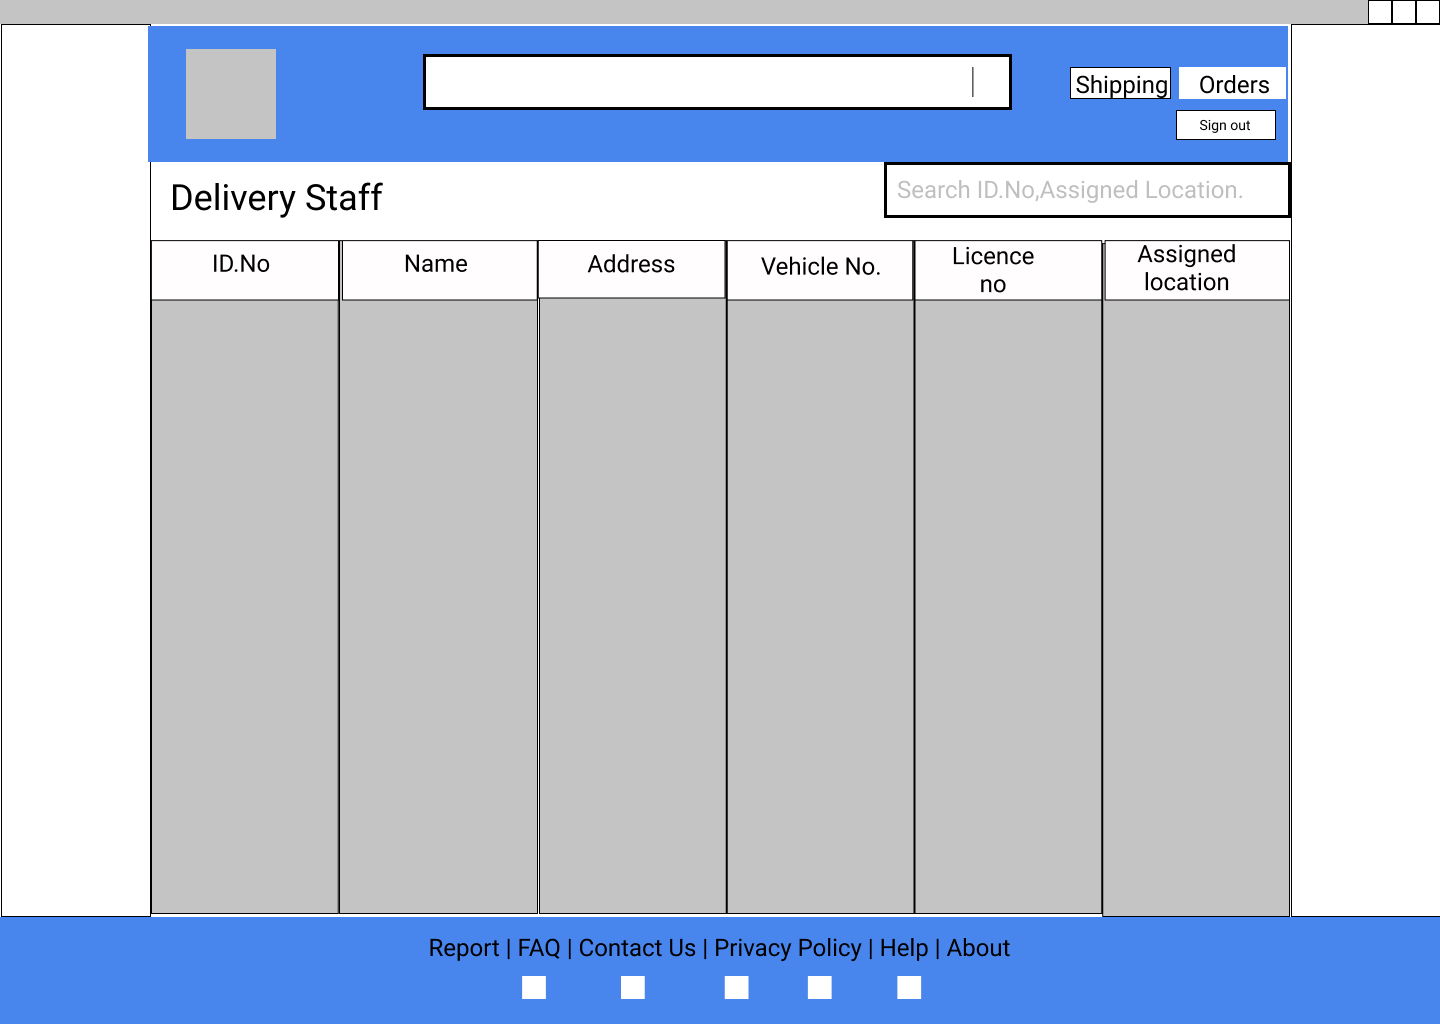 Shipping
Orders
Sign out
Delivery Staff
Search ID.No,Assigned Location.
ID.No
Name
Address
Vehicle No.
Licence
no
Assigned
location
Report | FAQ | Contact Us | Privacy Policy | Help | About